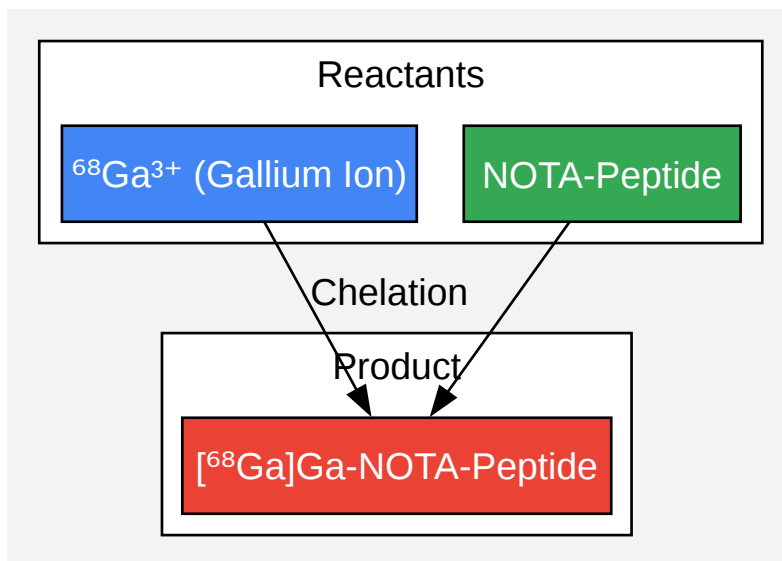 Reactants
⁶⁸Ga³⁺ (Gallium Ion)
NOTA-Peptide
Chelation
Product
[⁶⁸Ga]Ga-NOTA-Peptide